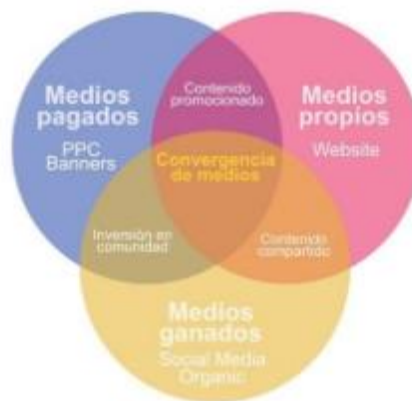 Medios
pagados
PPC
Banners
Contenido
promocionado
Medios
propios
Website
Convergencia
de medios
Inversión en
comunidad
Contenido
compartido
Medios
ganados
Social Media
Organic